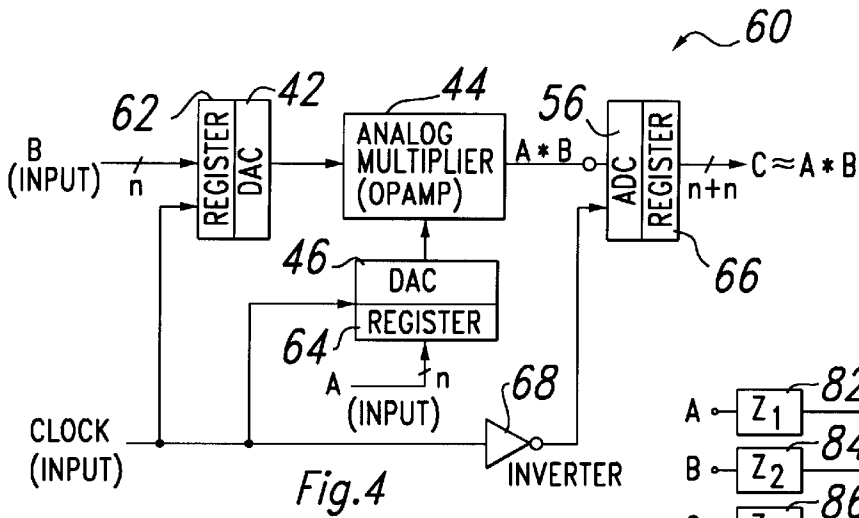 60
62
42
44
56
B
(INPUT)
n
REGISTER
DAC
ANALOG
MULTIPLIER
(OPAMP)
A * B
ADC
REGISTER
n+n
C ≈ A * B
66
46
DAC
REGISTER
64
A
n
(INPUT)
68
CLOCK
(INPUT)
INVERTER
Fig.4
A
Z1
82
B
Z2
84
86